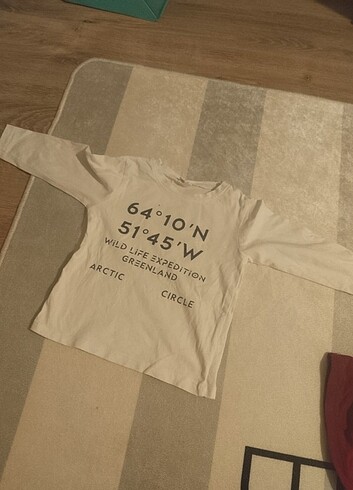 64°10'N
51°45'W
WILD LIFE EXPEDITION
GREENLAND
ARCTIC
CIRCLE